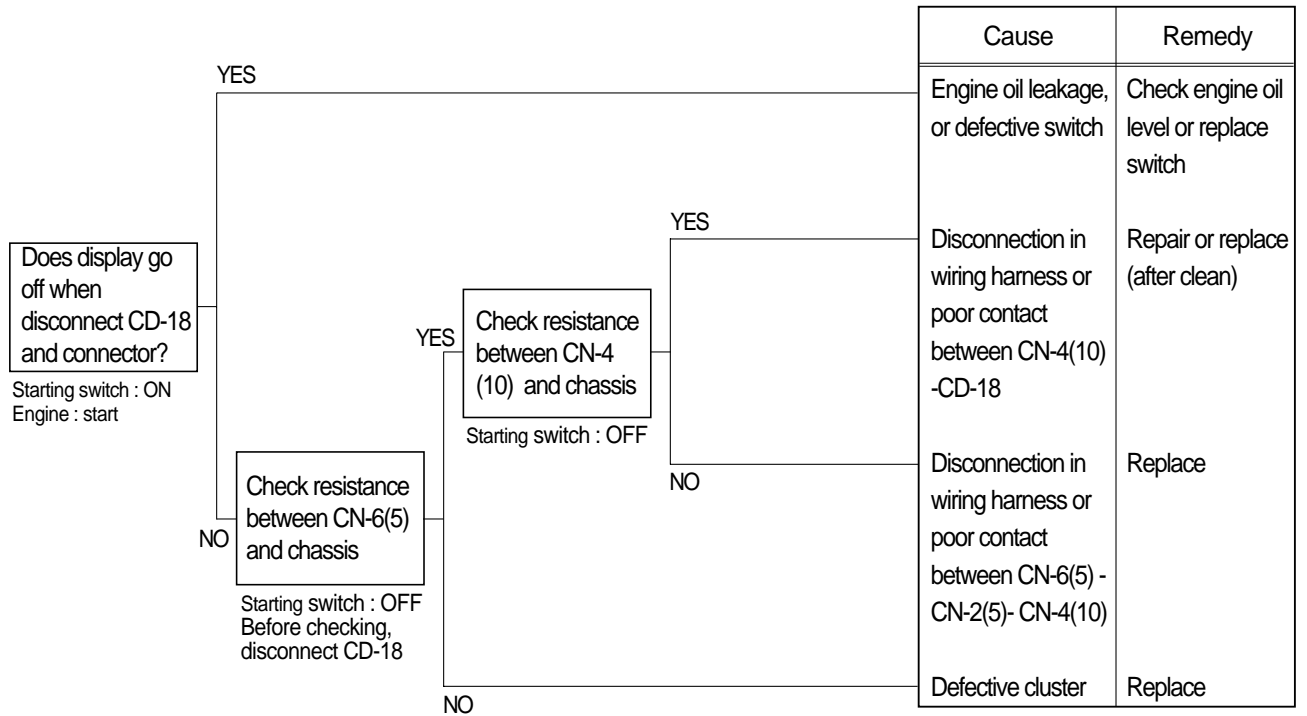 Cause
Remedy
YES
Engine oil leakage,
or defective switch
Check engine oil
level or replace
switch
Does display go
off when
disconnect CD-18
and connector?
Starting switch : ON
Engine : start
YES
Check resistance
between CN-4
(10)  and chassis
Starting switch : OFF
YES
Disconnection in
wiring harness or
poor contact
between CN-4(10)
-CD-18
Repair or replace
(after clean)
NO
Disconnection in
wiring harness or
poor contact
between CN-6(5) -
CN-2(5)- CN-4(10)
Replace
NO
Check resistance
between CN-6(5)
and chassis
Starting switch : OFF
Before checking,
disconnect CD-18
NO
Defective cluster
Replace